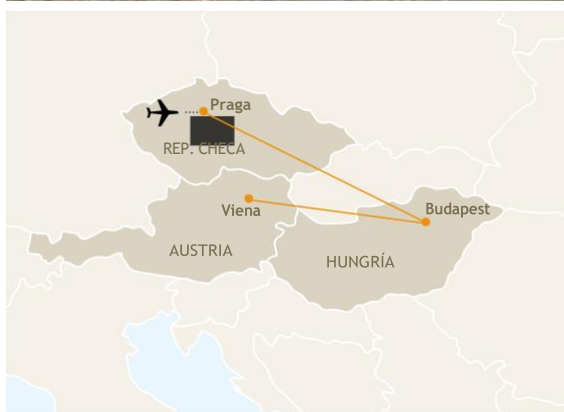 Praga
REP. CHECA
Viena
Budapest
AUSTRIA
HUNGRÍA